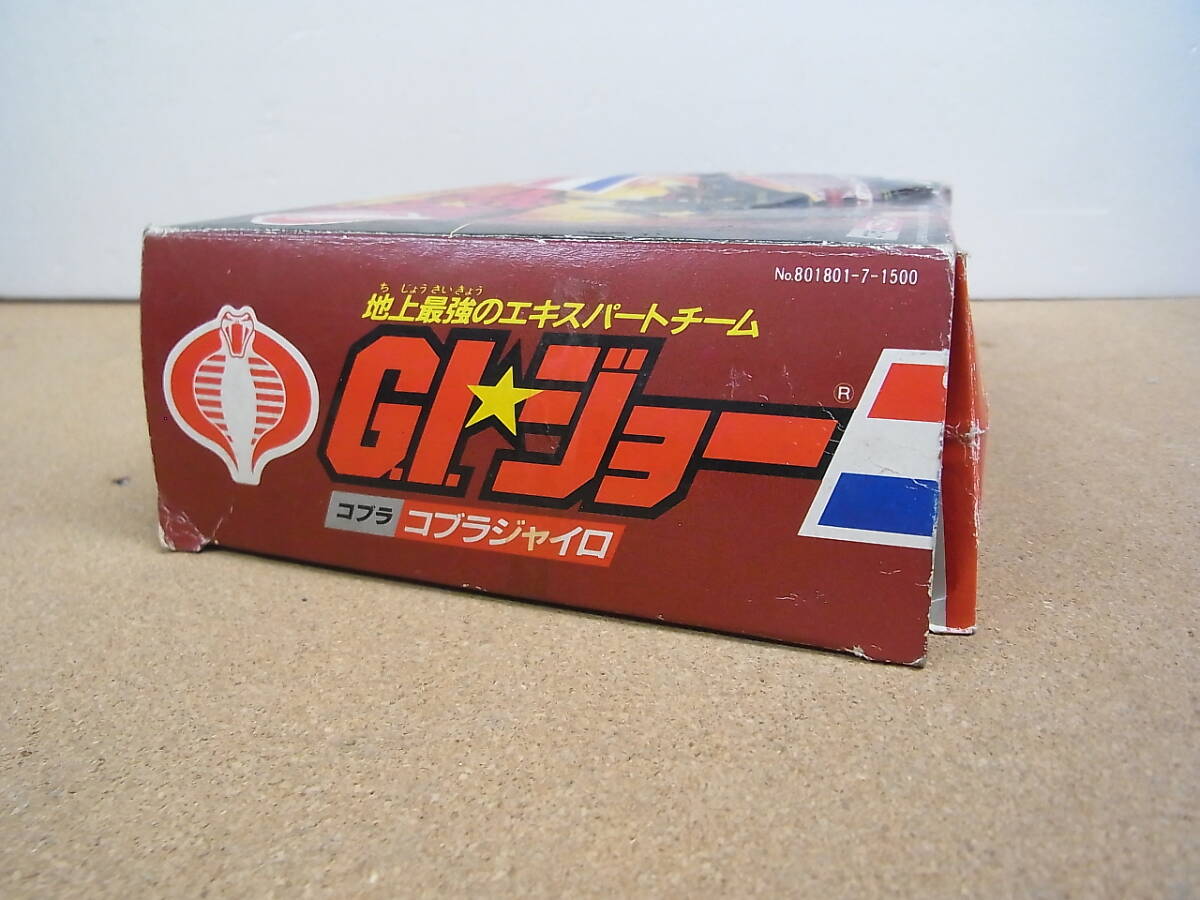 No.801801-7-1500
ち じょう さい きょう
地上最強のエキスパートチーム
G.I.★ジョー ®
コブラ コブラジャイロ